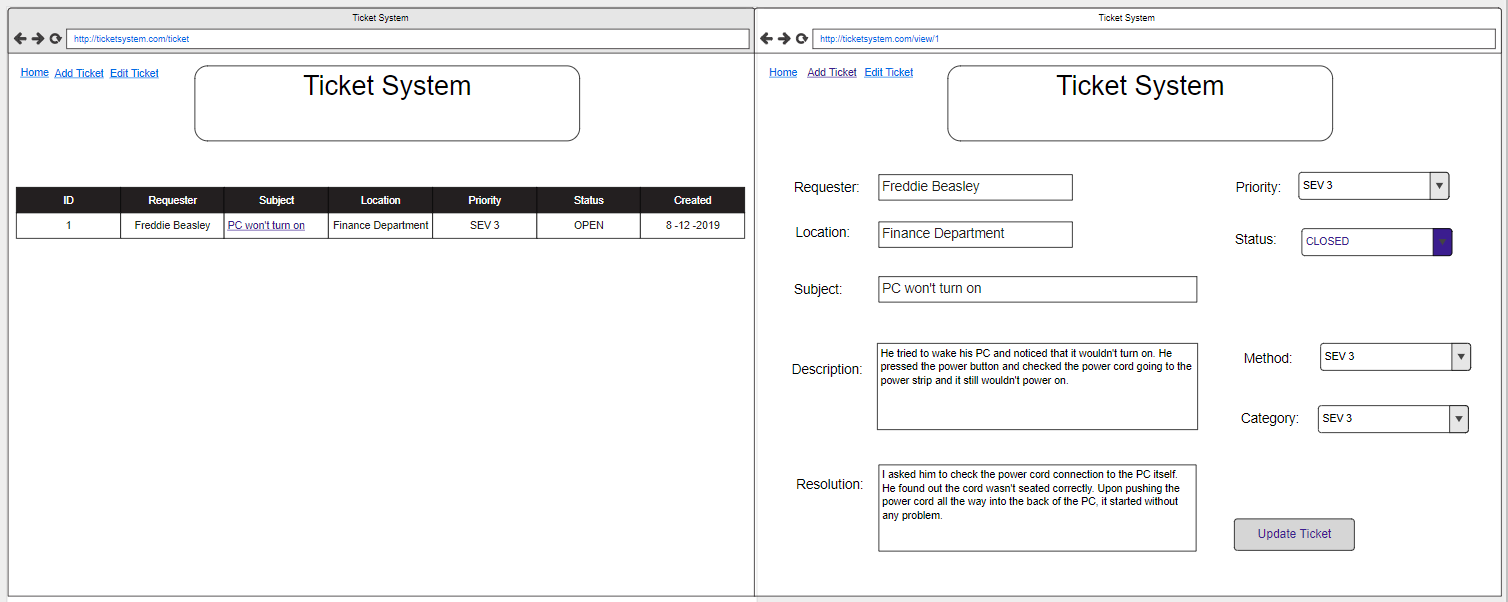 Ticket System
http://ticketsystem.com/ticket
Home Add Ticket Edit Ticket
Ticket System
ID Requester Subject Location Priority Status Created
1 Freddie Beasley PC won't turn on Finance Department SEV 3 OPEN 8 -12 -2019
Ticket System
http://ticketsystem.com/view/1
Home Add Ticket Edit Ticket
Ticket System
Requester: Freddie Beasley
Priority: SEV 3
Location: Finance Department
Status: CLOSED
Subject: PC won't turn on
Description:
He tried to wake his PC and noticed that it wouldn't turn on. He
pressed the power button and checked the power cord going to the
power strip and it still wouldn't power on.
Method: SEV 3
Category: SEV 3
Resolution:
I asked him to check the power cord connection to the PC itself.
He found out the cord wasn't seated correctly. Upon pushing the
power cord all the way into the back of the PC, it started without
any problem.
Update Ticket